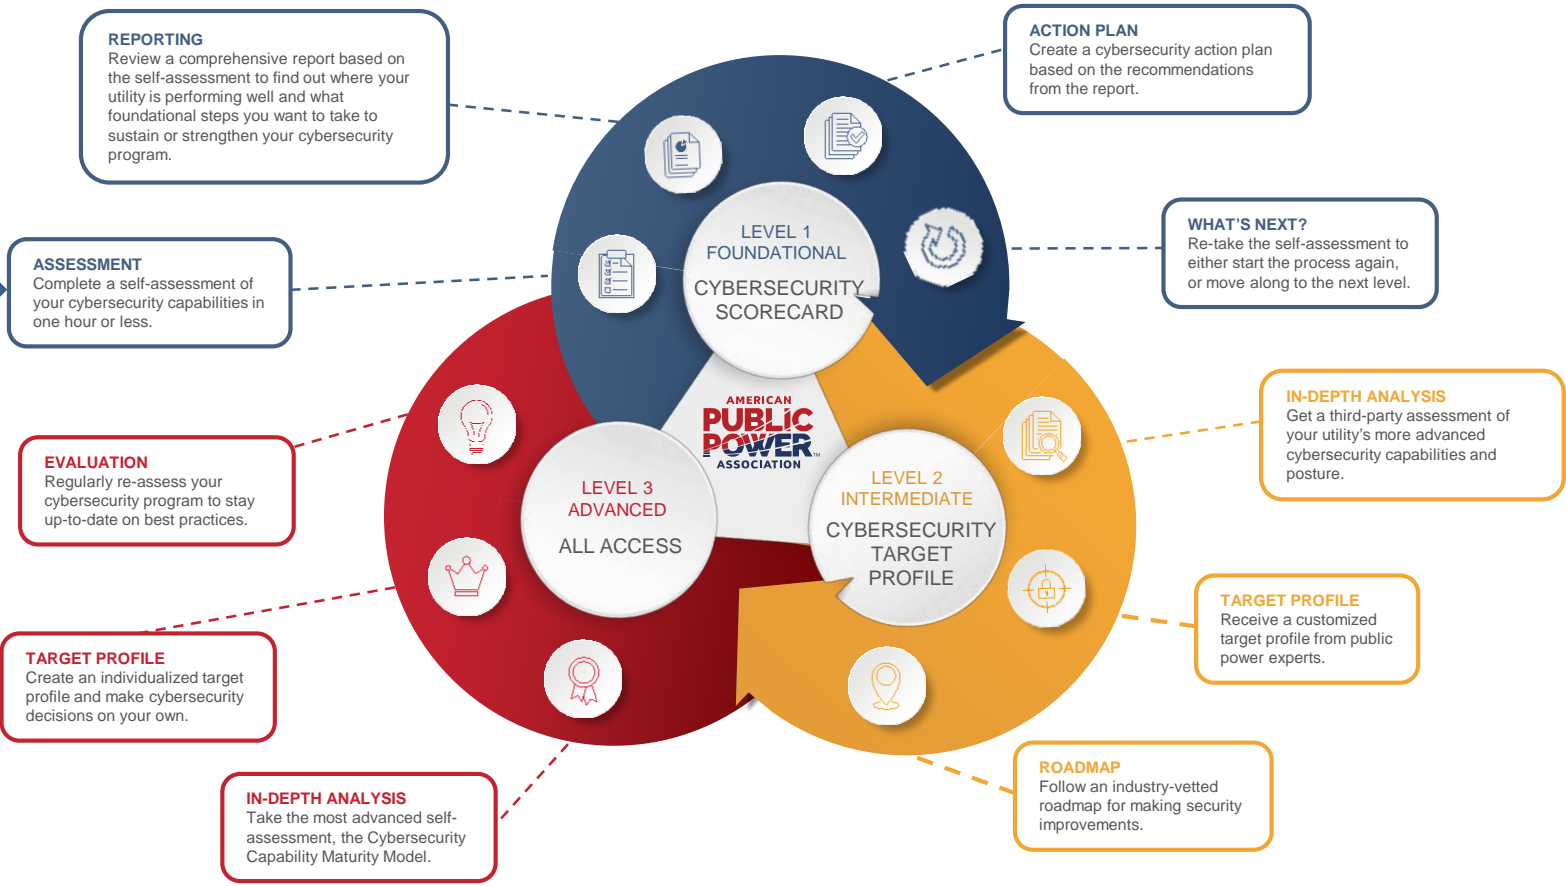 REPORTING
Review a comprehensive report based on
the self-assessment to find out where your
utility is performing well and what
foundational steps you want to take to
sustain or strengthen your cybersecurity
program.
ACTION PLAN
Create a cybersecurity action plan
based on the recommendations
from the report.
ASSESSMENT
Complete a self-assessment of
your cybersecurity capabilities in
one hour or less.
LEVEL 1
FOUNDATIONAL
CYBERSECURITY
SCORECARD
WHAT'S NEXT?
Re-take the self-assessment to
either start the process again,
or move along to the next level.
AMERICAN
PUBLIC
POWER
ASSOCIATION
TM
EVALUATION
Regularly re-assess your
cybersecurity program to stay
up-to-date on best practices.
LEVEL 3
ADVANCED
ALL ACCESS
LEVEL 2
INTERMEDIATE
CYBERSECURITY
TARGET
PROFILE
IN-DEPTH ANALYSIS
Get a third-party assessment of
your utility's more advanced
cybersecurity capabilities and
posture.
TARGET PROFILE
Receive a customized
target profile from public
power experts.
TARGET PROFILE
Create an individualized target
profile and make cybersecurity
decisions on your own.
IN-DEPTH ANALYSIS
Take the most advanced self-
assessment, the Cybersecurity
Capability Maturity Model.
ROADMAP
Follow an industry-vetted
roadmap for making security
improvements.